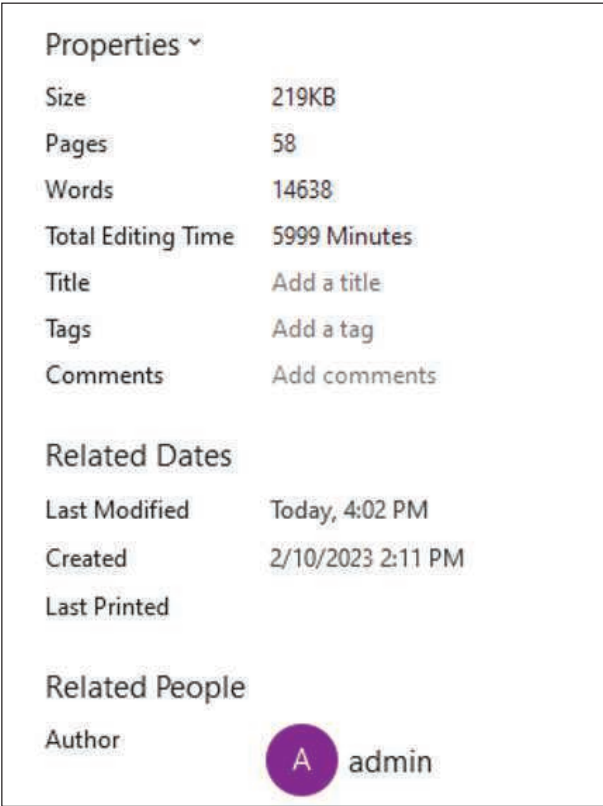 Properties
Size 219KB
Pages 58
Words 14638
Total Editing Time 5999 Minutes
Title Add a title
Tags Add a tag
Comments Add comments
Related Dates
Last Modified Today, 4:02 PM
Created 2/10/2023 2:11 PM
Last Printed
Related People
Author A admin